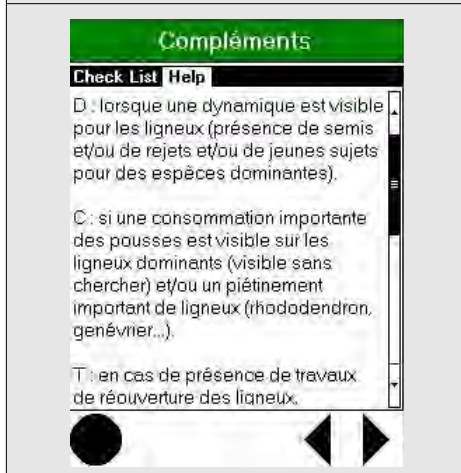 Compléments
Check List Help
D : lorsque une dynamique est visible
pour les ligneux (présence de semis
et/ou de rejets et/ou de jeunes sujets
pour des espèces dominantes).
C : si une consommation importante
des pousses est visible sur les
ligneux dominants (visible sans
chercher) et/ou un piétinement
important de ligneux (rhododendron,
genévrier...).
T : en cas de présence de travaux
de réouverture des ligneux.